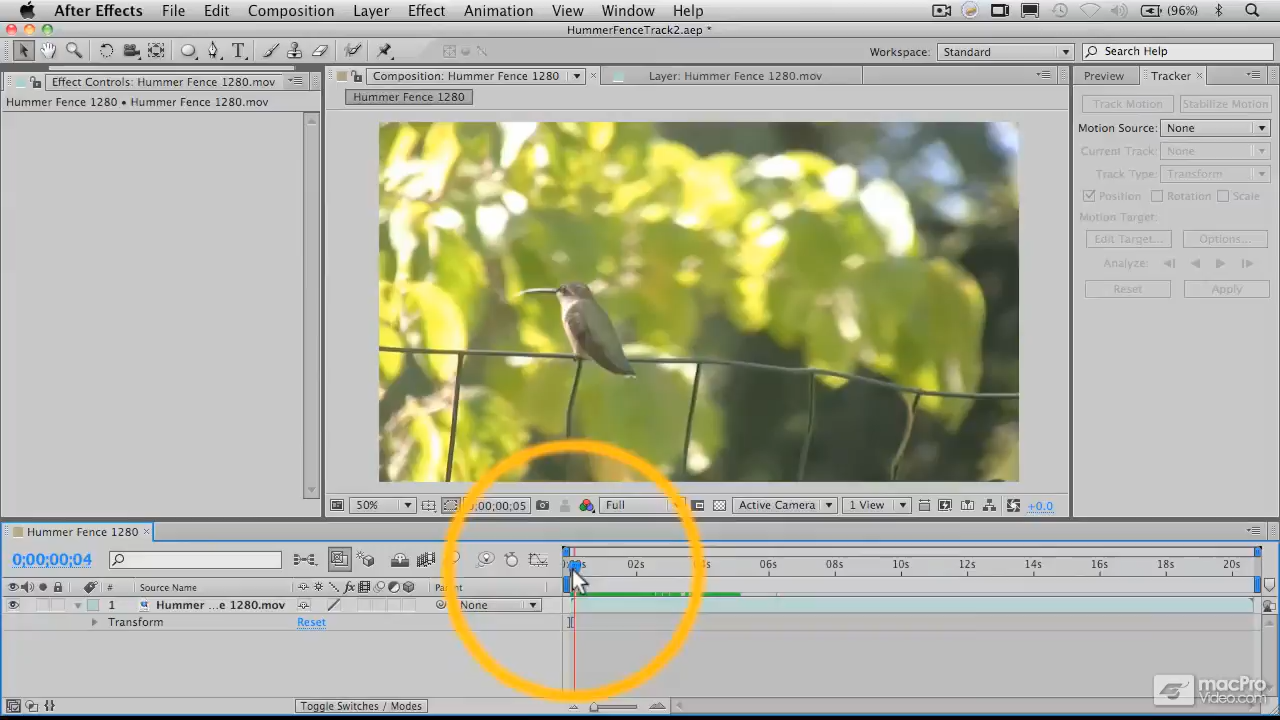 After Effects File Edit Composition Layer Effect Animation View Window Help (96%)
HummerFenceTrack2.aep *
Workspace: Standard Search Help
Effect Controls: Hummer Fence 1280.mov Composition: Hummer Fence 1280 Layer: Hummer Fence 1280.mov Preview Tracker
Hummer Fence 1280 • Hummer Fence 1280.mov Hummer Fence 1280
Track Motion Stabilize Motion
Motion Source: None
Current Track: None
Track Type: Transform
Position Rotation Scale
Motion Target:
Edit Target... Options...
Analyze:
Reset Apply
50% 0;00;00;05 Full Active Camera 1 View +0.0
Hummer Fence 1280
0;00;00;04
02s 04s 06s 08s 10s 12s 14s 16s 18s 20s
# Source Name fx Parent
1 Hummer ...e 1280.mov None
Transform Reset
Toggle Switches / Modes
macPro
Video.com